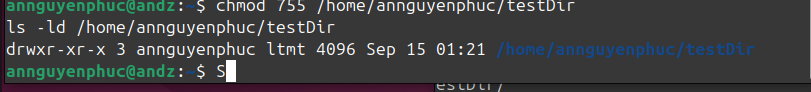 annguyenphuc@andz:~$ chmod 755 /home/annguyenphuc/testDir
ls -ld /home/annguyenphuc/testDir
drwxr-xr-x 3 annguyenphuc ltmt 4096 Sep 15 01:21 /home/annguyenphuc/testDir
annguyenphuc@andz:~$ S
estDir/